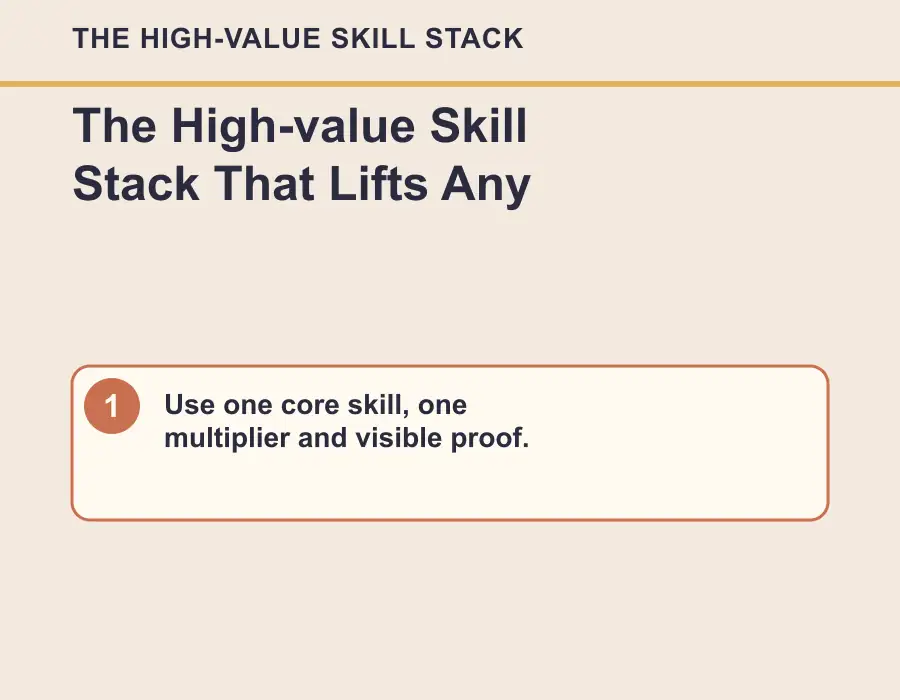 THE HIGH-VALUE SKILL STACK
The High-value Skill
Stack That Lifts Any
1
Use one core skill, one
multiplier and visible proof.